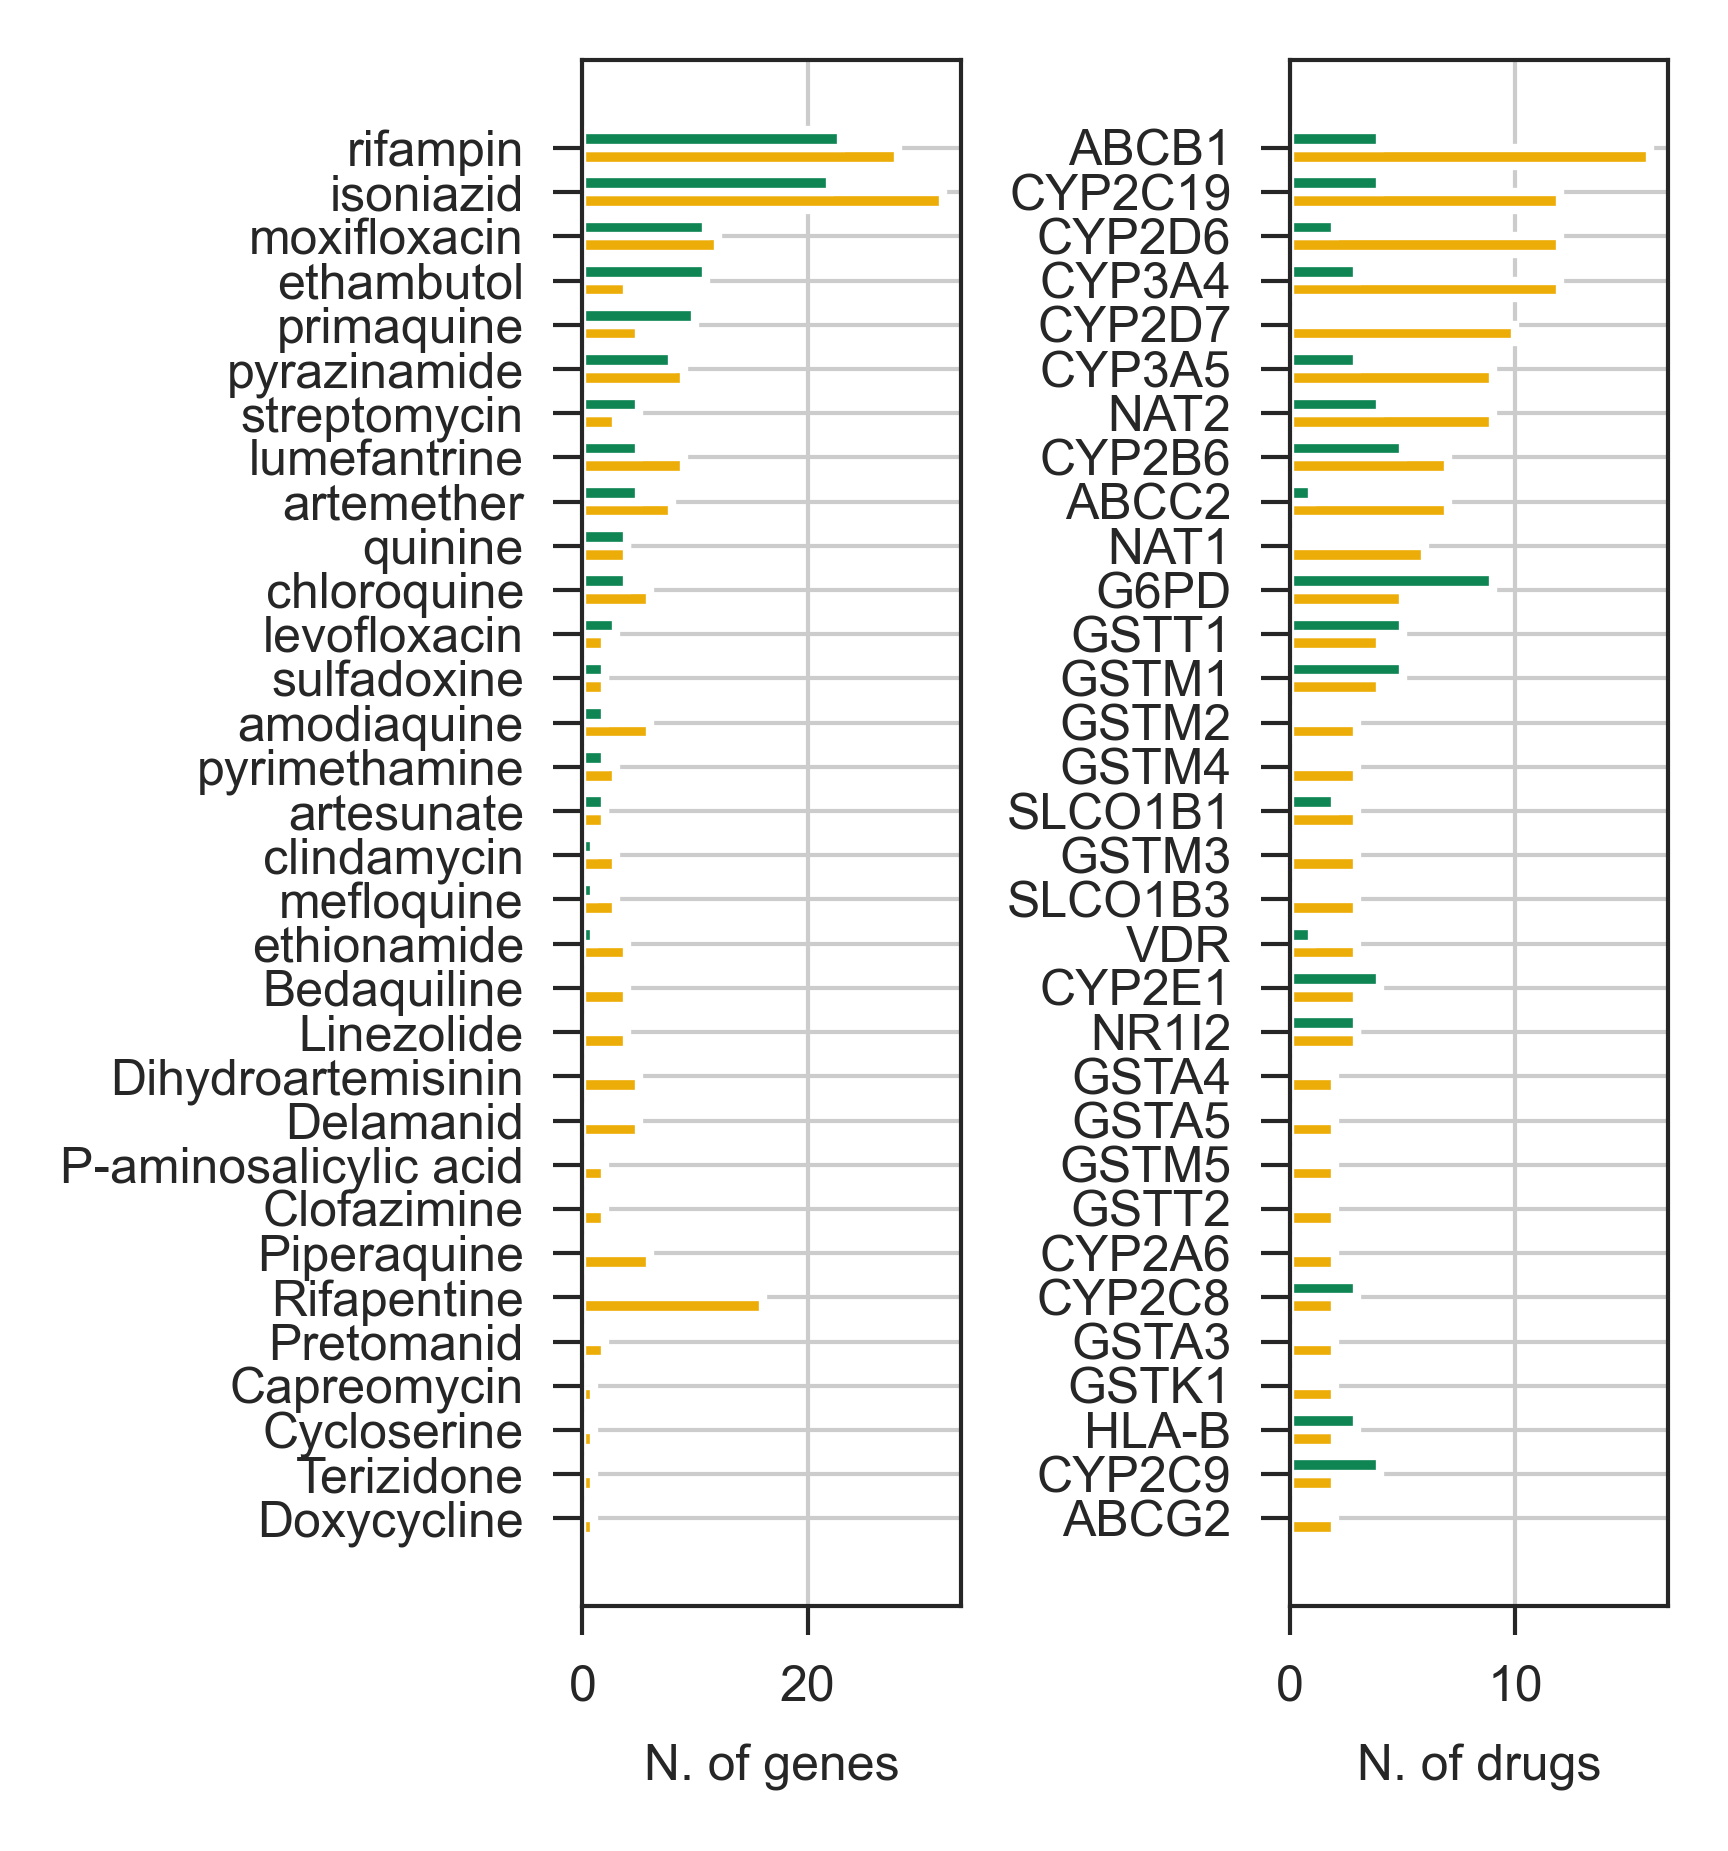 rifampin
isoniazid
moxifloxacin
ethambutol
primaquine
pyrazinamide
streptomycin
lumefantrine
artemether
quinine
chloroquine
levofloxacin
sulfadoxine
amodiaquine
pyrimethamine
artesunate
clindamycin
mefloquine
ethionamide
Bedaquiline
Linezolide
Dihydroartemisinin
Delamanid
P-aminosalicylic acid
Clofazimine
Piperaquine
Rifapentine
Pretomanid
Capreomycin
Cycloserine
Terizidone
Doxycycline
0 20
N. of genes
ABCB1
CYP2C19
CYP2D6
CYP3A4
CYP2D7
CYP3A5
NAT2
CYP2B6
ABCC2
NAT1
G6PD
GSTT1
GSTM1
GSTM2
GSTM4
SLCO1B1
GSTM3
SLCO1B3
VDR
CYP2E1
NR1I2
GSTA4
GSTA5
GSTM5
GSTT2
CYP2A6
CYP2C8
GSTA3
GSTK1
HLA-B
CYP2C9
ABCG2
0 10
N. of drugs